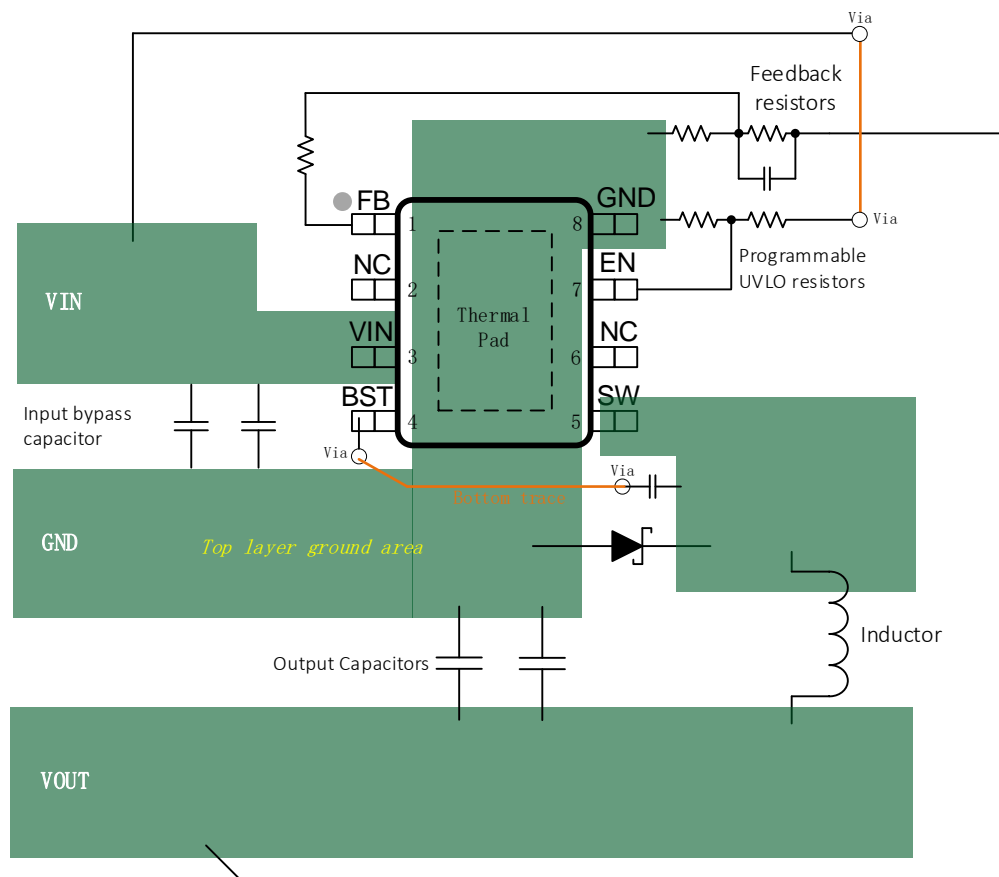 Via
Feedback
resistors
FB
GND
1
8
Via
NC
EN
Programmable
UVLO resistors
2
7
VIN
Thermal
Pad
VIN
NC
3
6
BST
SW
Input bypass
capacitor
4
5
Via
Via
GND
Top layer ground area
Output Capacitors
Inductor
VOUT